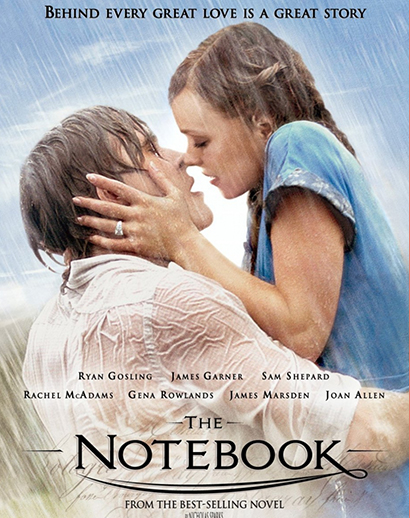 BEHIND EVERY GREAT LOVE IS A GREAT STORY
RYAN GOSLING JAMES GARNER SAM SHEPARD
RACHEL MCADAMS GENA ROWLANDS JAMES MARSDEN JOAN ALLEN
THE
NOTEBOOK
FROM THE BEST-SELLING NOVEL